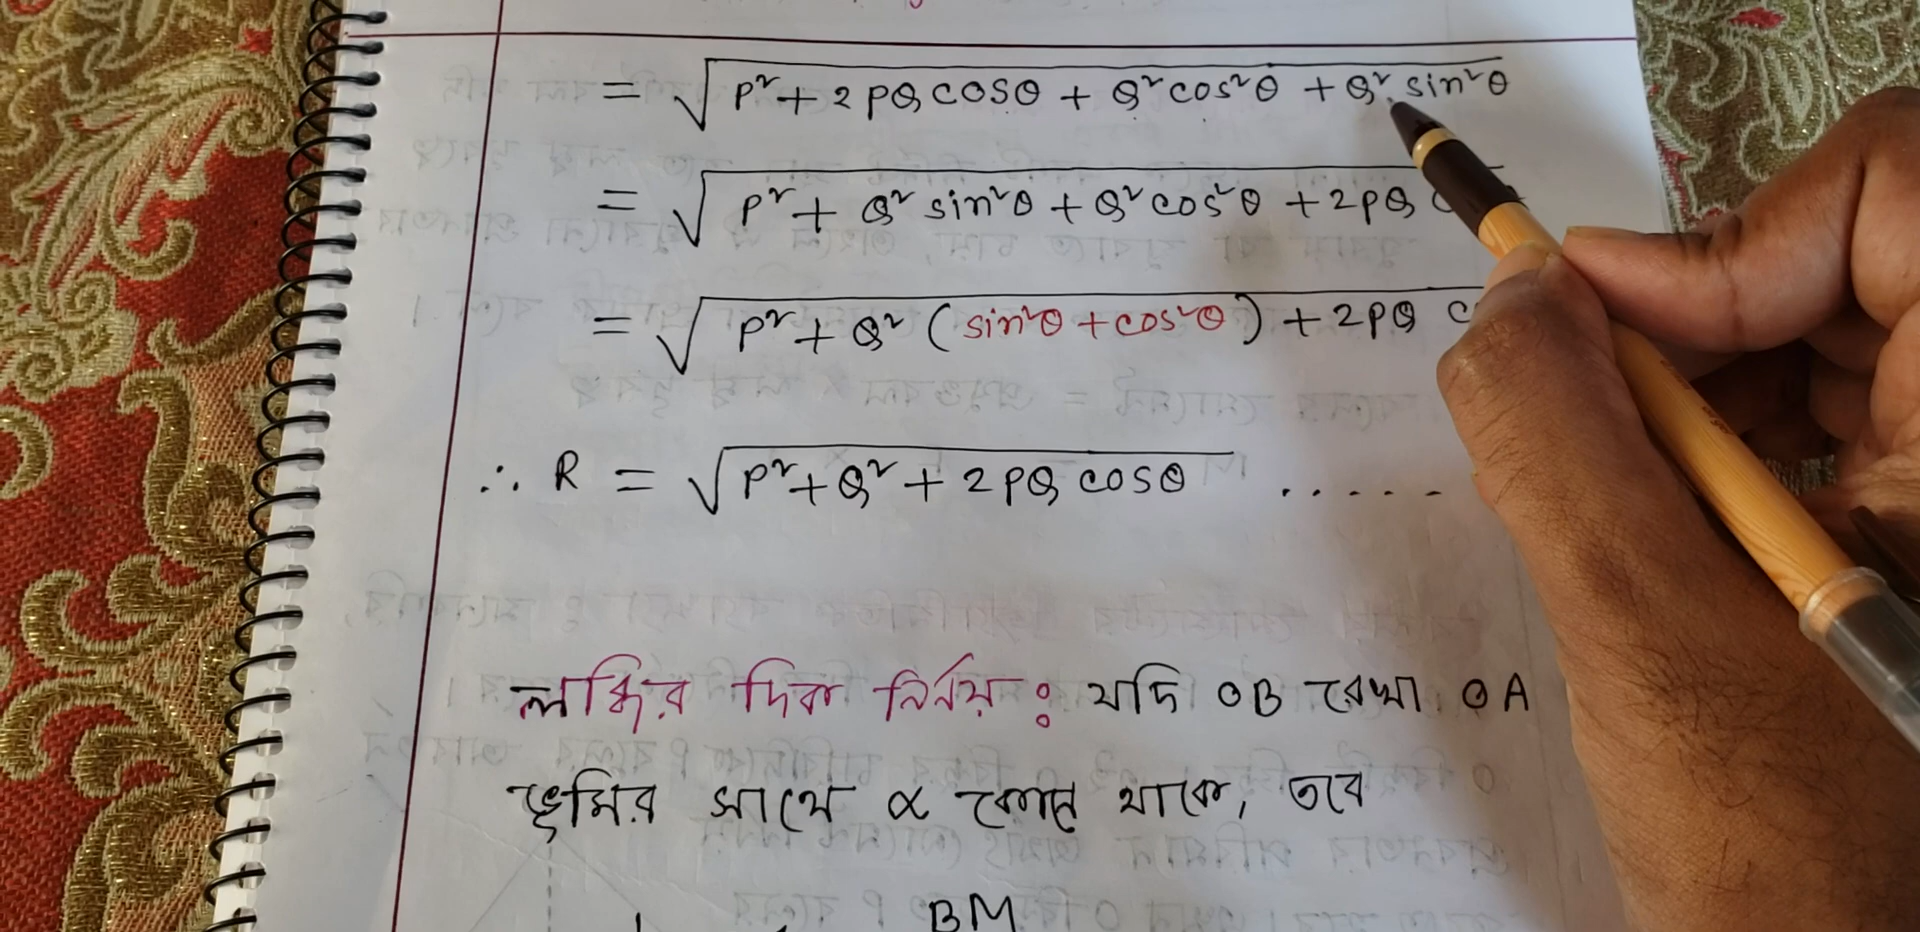 = √P² + 2PQ cosθ + Q² cos²θ + Q² sin²θ
= √P² + Q² sin²θ + Q² cos²θ + 2PQ
= √P² + Q² (sin²θ + cos²θ) + 2PQ
∴ R = √P² + Q² + 2PQ cosθ .....
লব্ধির দিক নির্ণয়ঃ যদি OB রেখা OA
ভূমির সাথে α কোণে থাকে, তবে
BM